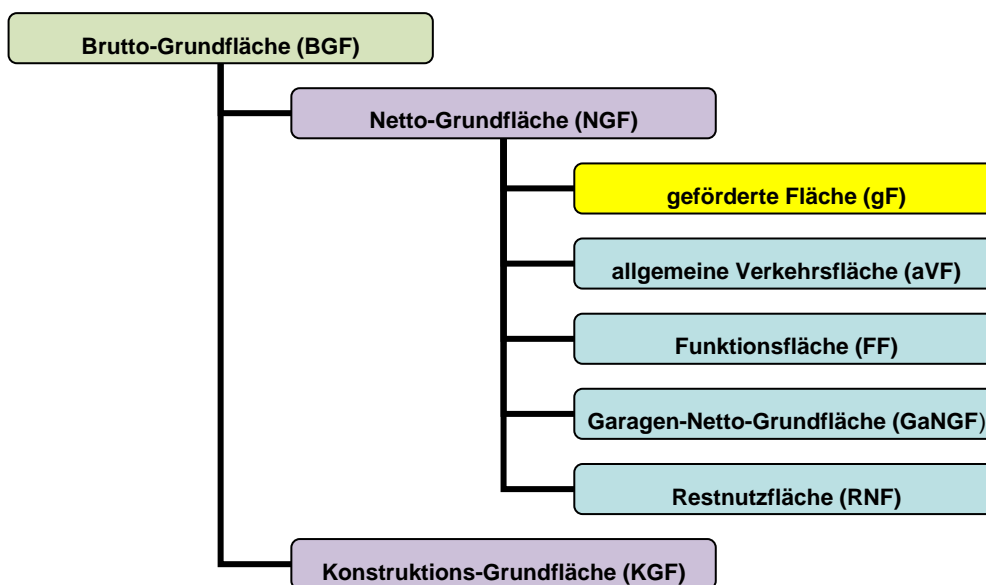 Brutto-Grundfläche (BGF)
Netto-Grundfläche (NGF)
geförderte Fläche (gF)
allgemeine Verkehrsfläche (aVF)
Funktionsfläche (FF)
Garagen-Netto-Grundfläche (GaNGF)
Restnutzfläche (RNF)
Konstruktions-Grundfläche (KGF)